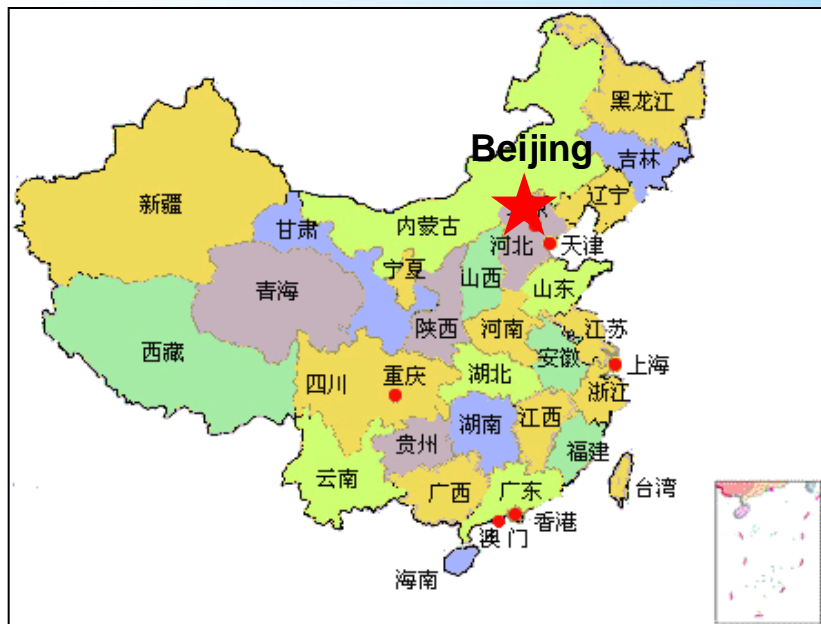 黑龙江
Beijing
吉林
辽宁
新疆
内蒙古
甘肃
河北
天津
宁夏
山西
青海
山东
陕西
河南
江苏
西藏
安徽
上海
四川
重庆
湖北
浙江
江西
湖南
贵州
福建
云南
广西
广东
台湾
香港
澳门
海南